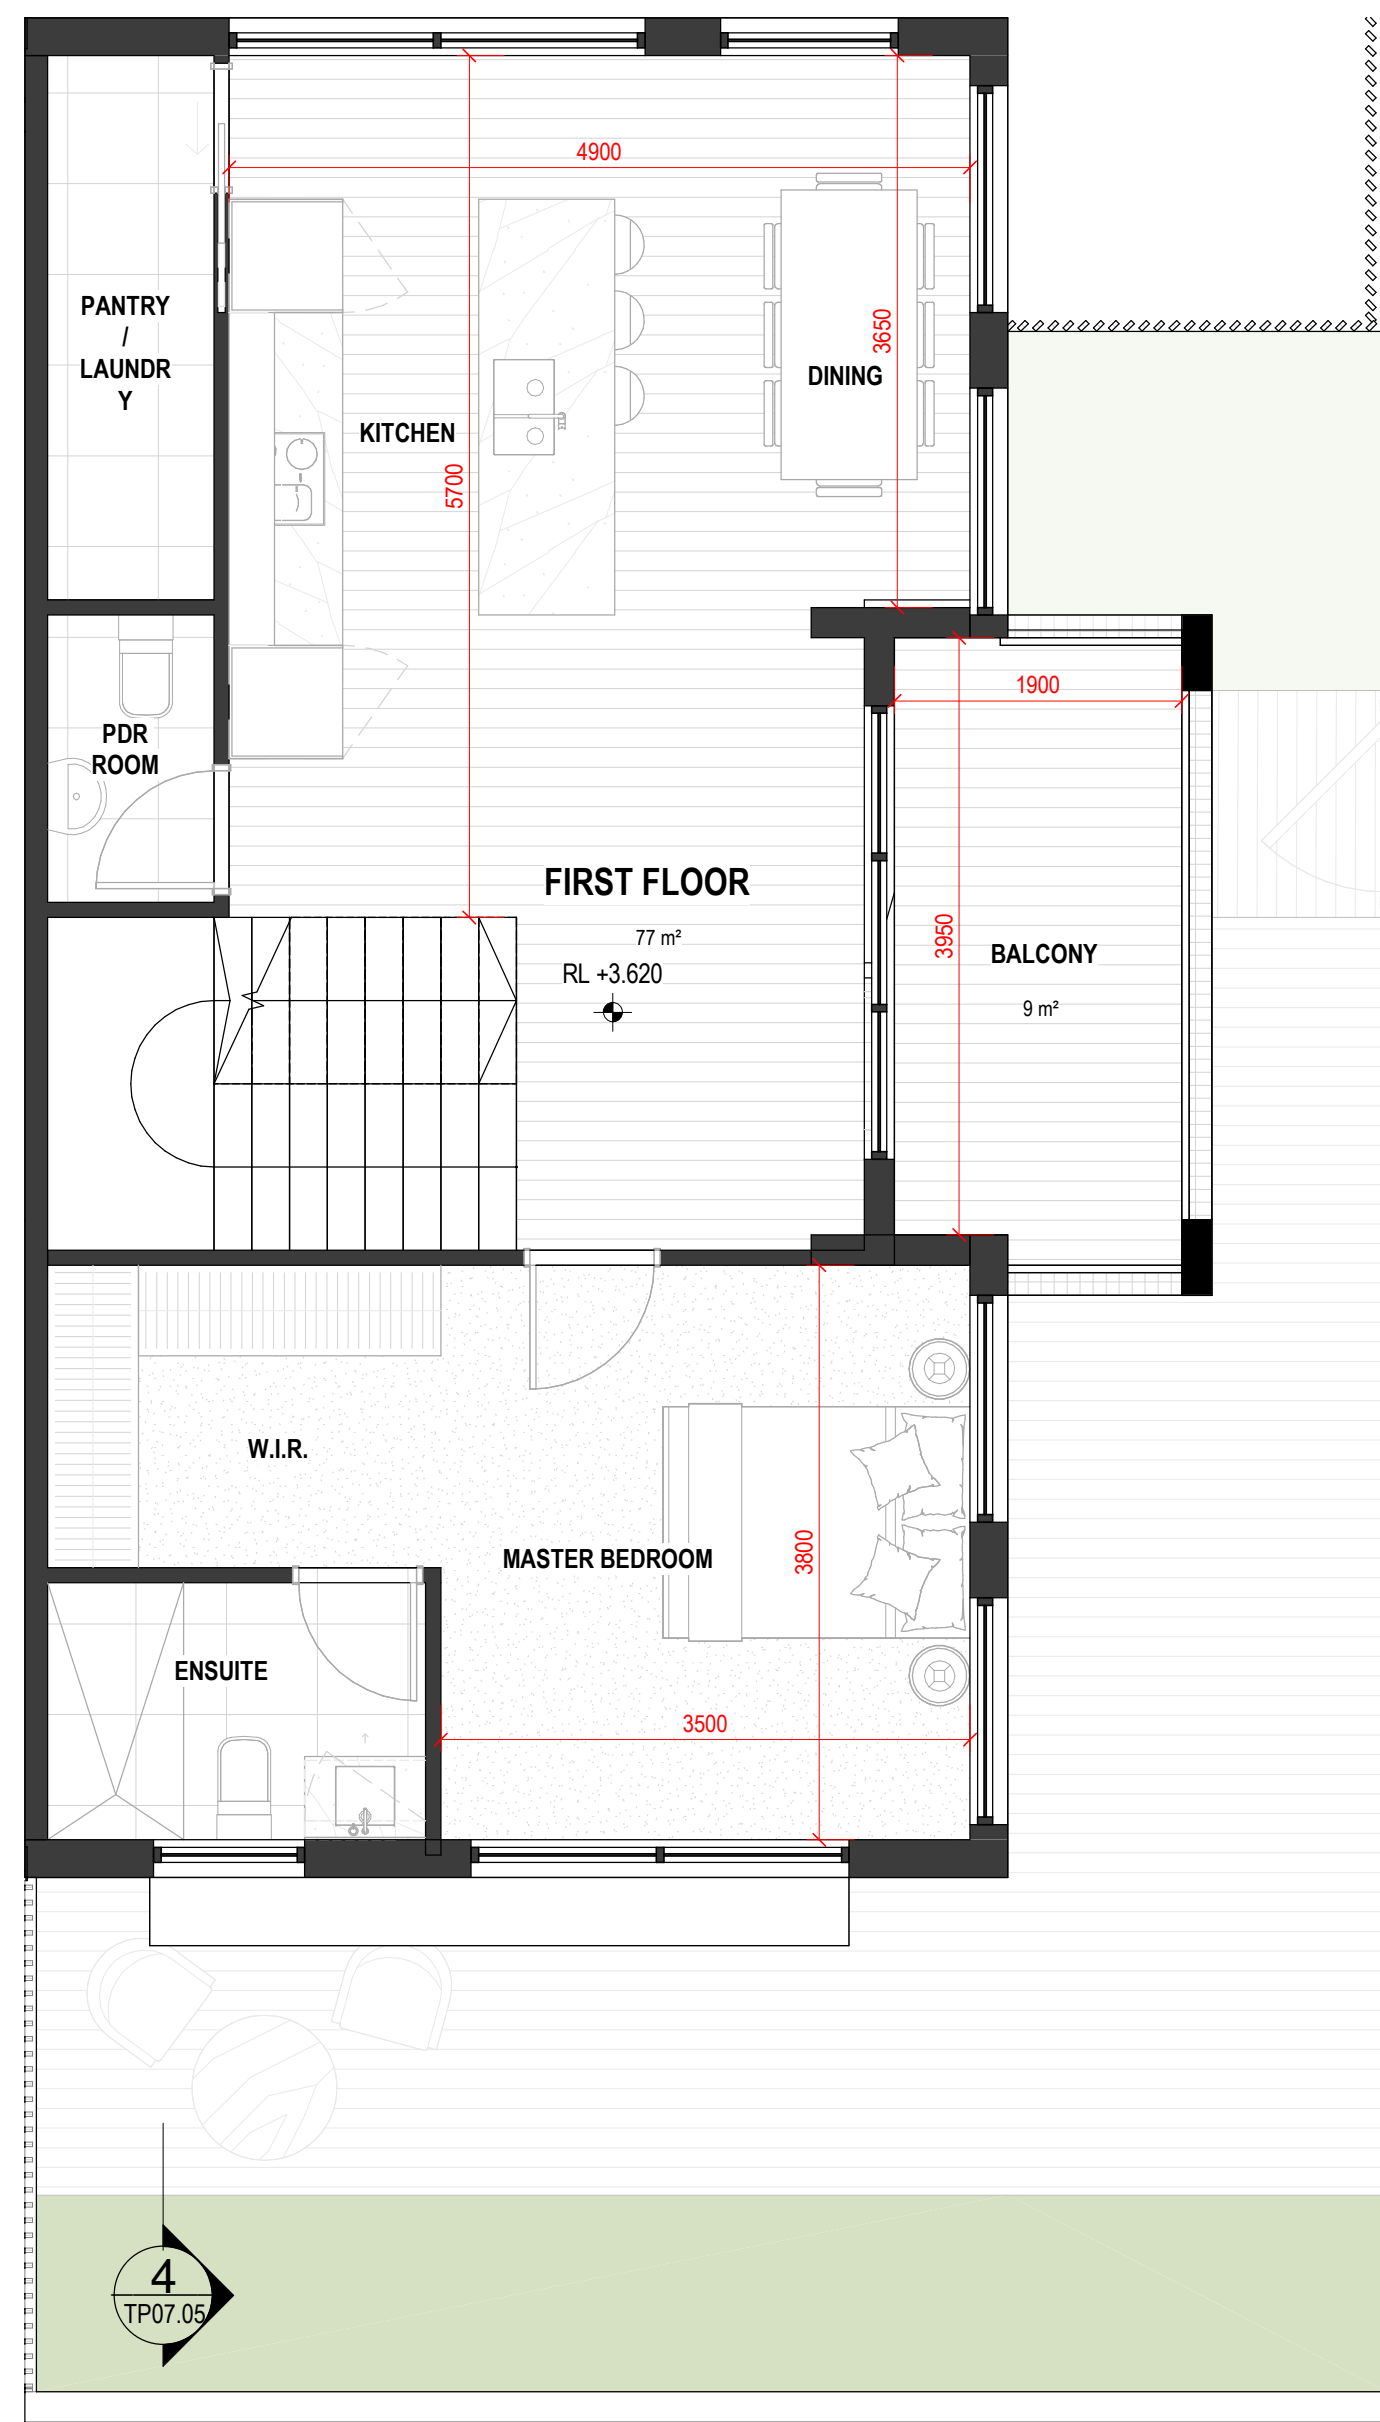 4900
PANTRY
/
LAUNDR
Y
3650
DINING
KITCHEN
5700
1900
PDR
ROOM
FIRST FLOOR
77 m²
RL +3.620
3950
BALCONY
9 m²
W.I.R.
MASTER BEDROOM
3800
ENSUITE
3500
4
TP07.05